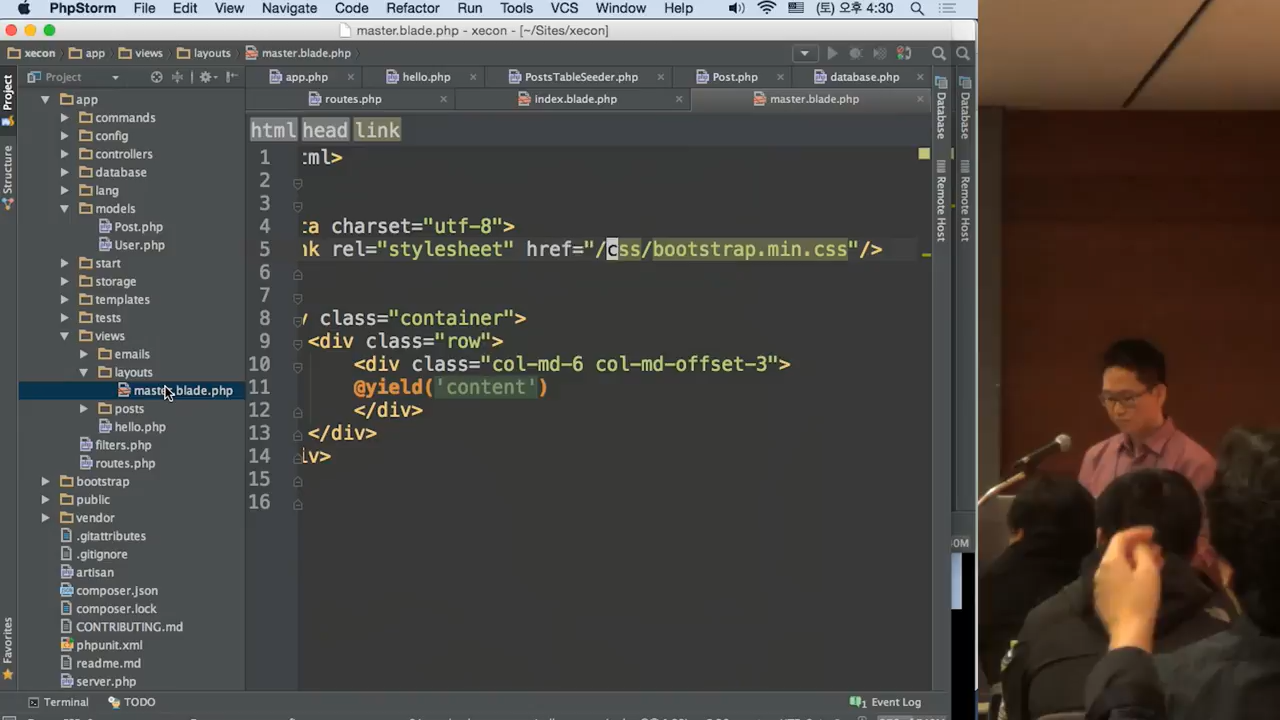 PhpStorm File Edit View Navigate Code Refactor Run Tools VCS Window Help (토) 오후 4:30
master.blade.php - xecon - [~/Sites/xecon]
xecon app views layouts master.blade.php
Project
app.php hello.php PostsTableSeeder.php Post.php database.php
routes.php index.blade.php master.blade.php
html head link
Project
Structure
Favorites
app
commands
config
controllers
database
lang
models
Post.php
User.php
start
storage
templates
tests
views
emails
layouts
master.blade.php
posts
hello.php
filters.php
routes.php
bootstrap
public
vendor
.gitattributes
.gitignore
artisan
composer.json
composer.lock
CONTRIBUTING.md
phpunit.xml
readme.md
server.php
1 ml>
2
3
4 ta charset="utf-8">
5 nk rel="stylesheet" href="/css/bootstrap.min.css"/>
6
7
8 class="container">
9 <div class="row">
10 <div class="col-md-6 col-md-offset-3">
11 @yield('content')
12 </div>
13 </div>
14 iv>
15
16
Database
Remote Host
Database
Remote Host
Terminal TODO Event Log